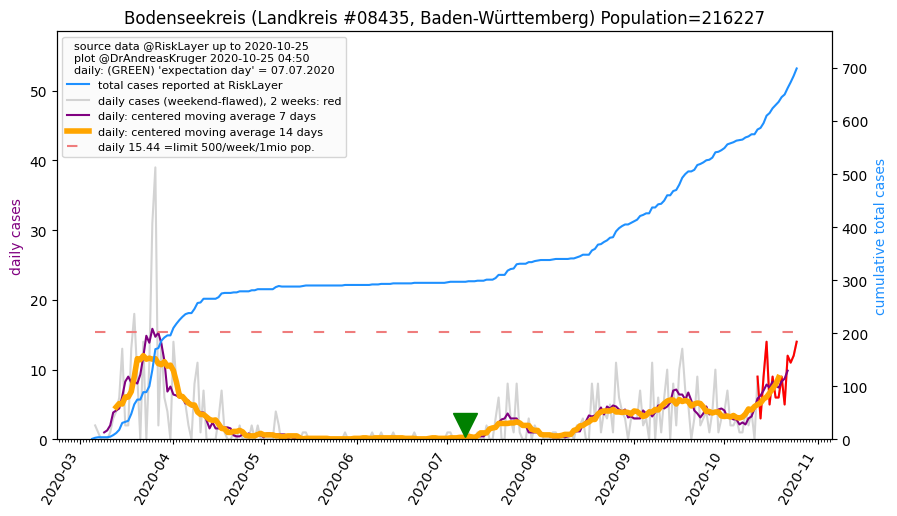 Bodenseekreis (Landkreis #08435, Baden-Württemberg) Population=216227
source data @RiskLayer up to 2020-10-25
plot @DrAndreasKruger 2020-10-25 04:50
daily: (GREEN) 'expectation day' = 07.07.2020
total cases reported at RiskLayer
daily cases (weekend-flawed), 2 weeks: red
daily: centered moving average 7 days
daily: centered moving average 14 days
daily 15.44 =limit 500/week/1mio pop.
daily cases
50
40
30
20
10
0
700
600
500
400
300
200
100
0
cumulative total cases
2020-03
2020-04
2020-05
2020-06
2020-07
2020-08
2020-09
2020-10
2020-11